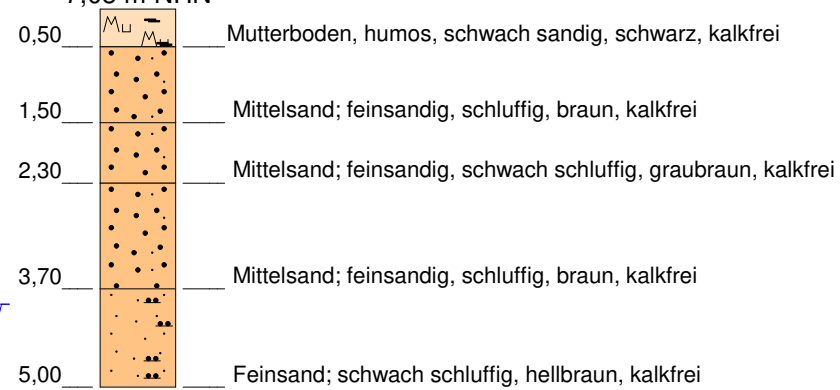 0,50 Mutterboden, humos, schwach sandig, schwarz, kalkfrei
1,50 Mittelsand; feinsandig, schluffig, braun, kalkfrei
2,30 Mittelsand; feinsandig, schwach schluffig, graubraun, kalkfrei
3,70 Mittelsand; feinsandig, schluffig, braun, kalkfrei
5,00 Feinsand; schwach schluffig, hellbraun, kalkfrei